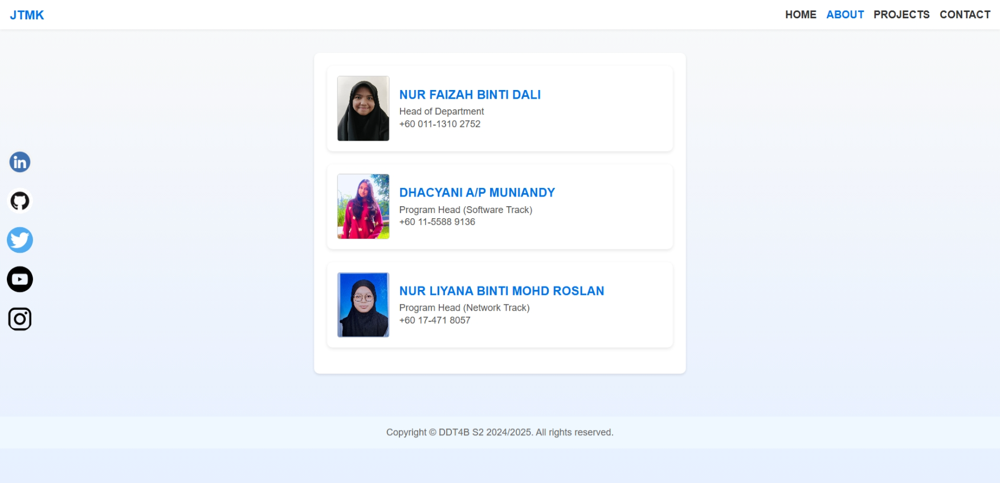 JTMK
HOME ABOUT PROJECTS CONTACT
NUR FAIZAH BINTI DALI
Head of Department
+60 011-1310 2752
DHACYANI A/P MUNIANDY
Program Head (Software Track)
+60 11-5588 9136
NUR LIYANA BINTI MOHD ROSLAN
Program Head (Network Track)
+60 17-471 8057
in
Copyright © DDT4B S2 2024/2025. All rights reserved.